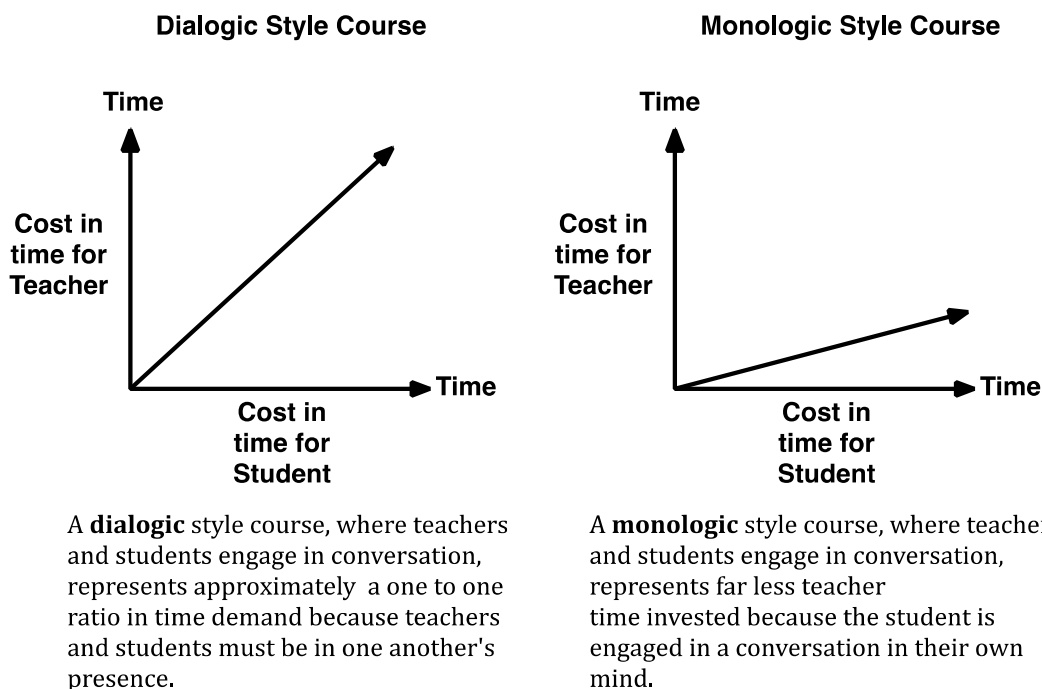 Dialogic Style Course
Time
Cost in
time for
Teacher
Time
Cost in
time for
Student
A dialogic style course, where teachers
and students engage in conversation,
represents approximately a one to one
ratio in time demand because teachers
and students must be in one another's
presence.
Monologic Style Course
Time
Cost in
time for
Teacher
Time
Cost in
time for
Student
A monologic style course, where
and students engage in conversation,
represents far less teacher
time invested because the student is
engaged in a conversation in their own
mind.